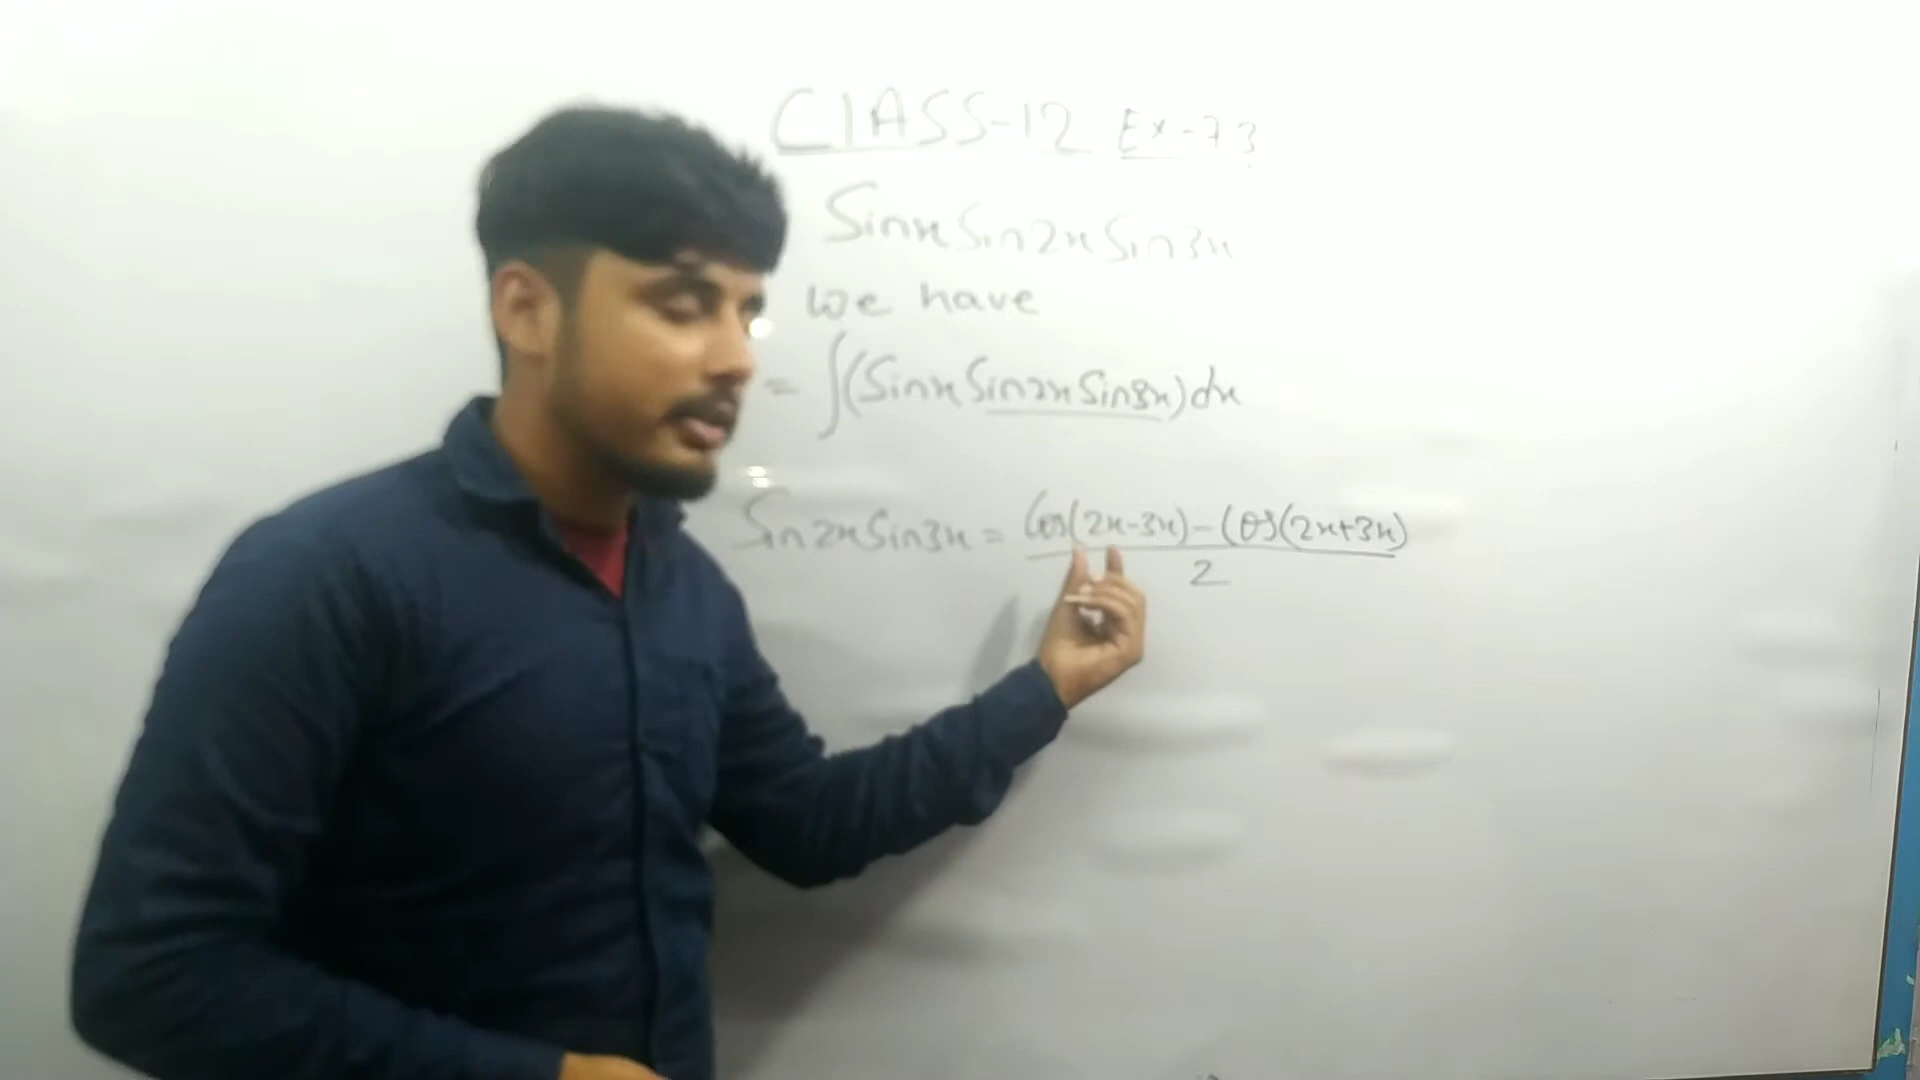 CLASS-12 Ex-7.3
Sinx Sin2x Sin3x
we have
= ∫(Sinx Sin2x Sin3x)dx
Sin2x Sin3x = Cos(2x-3x)-Cos(2x+3x)
2